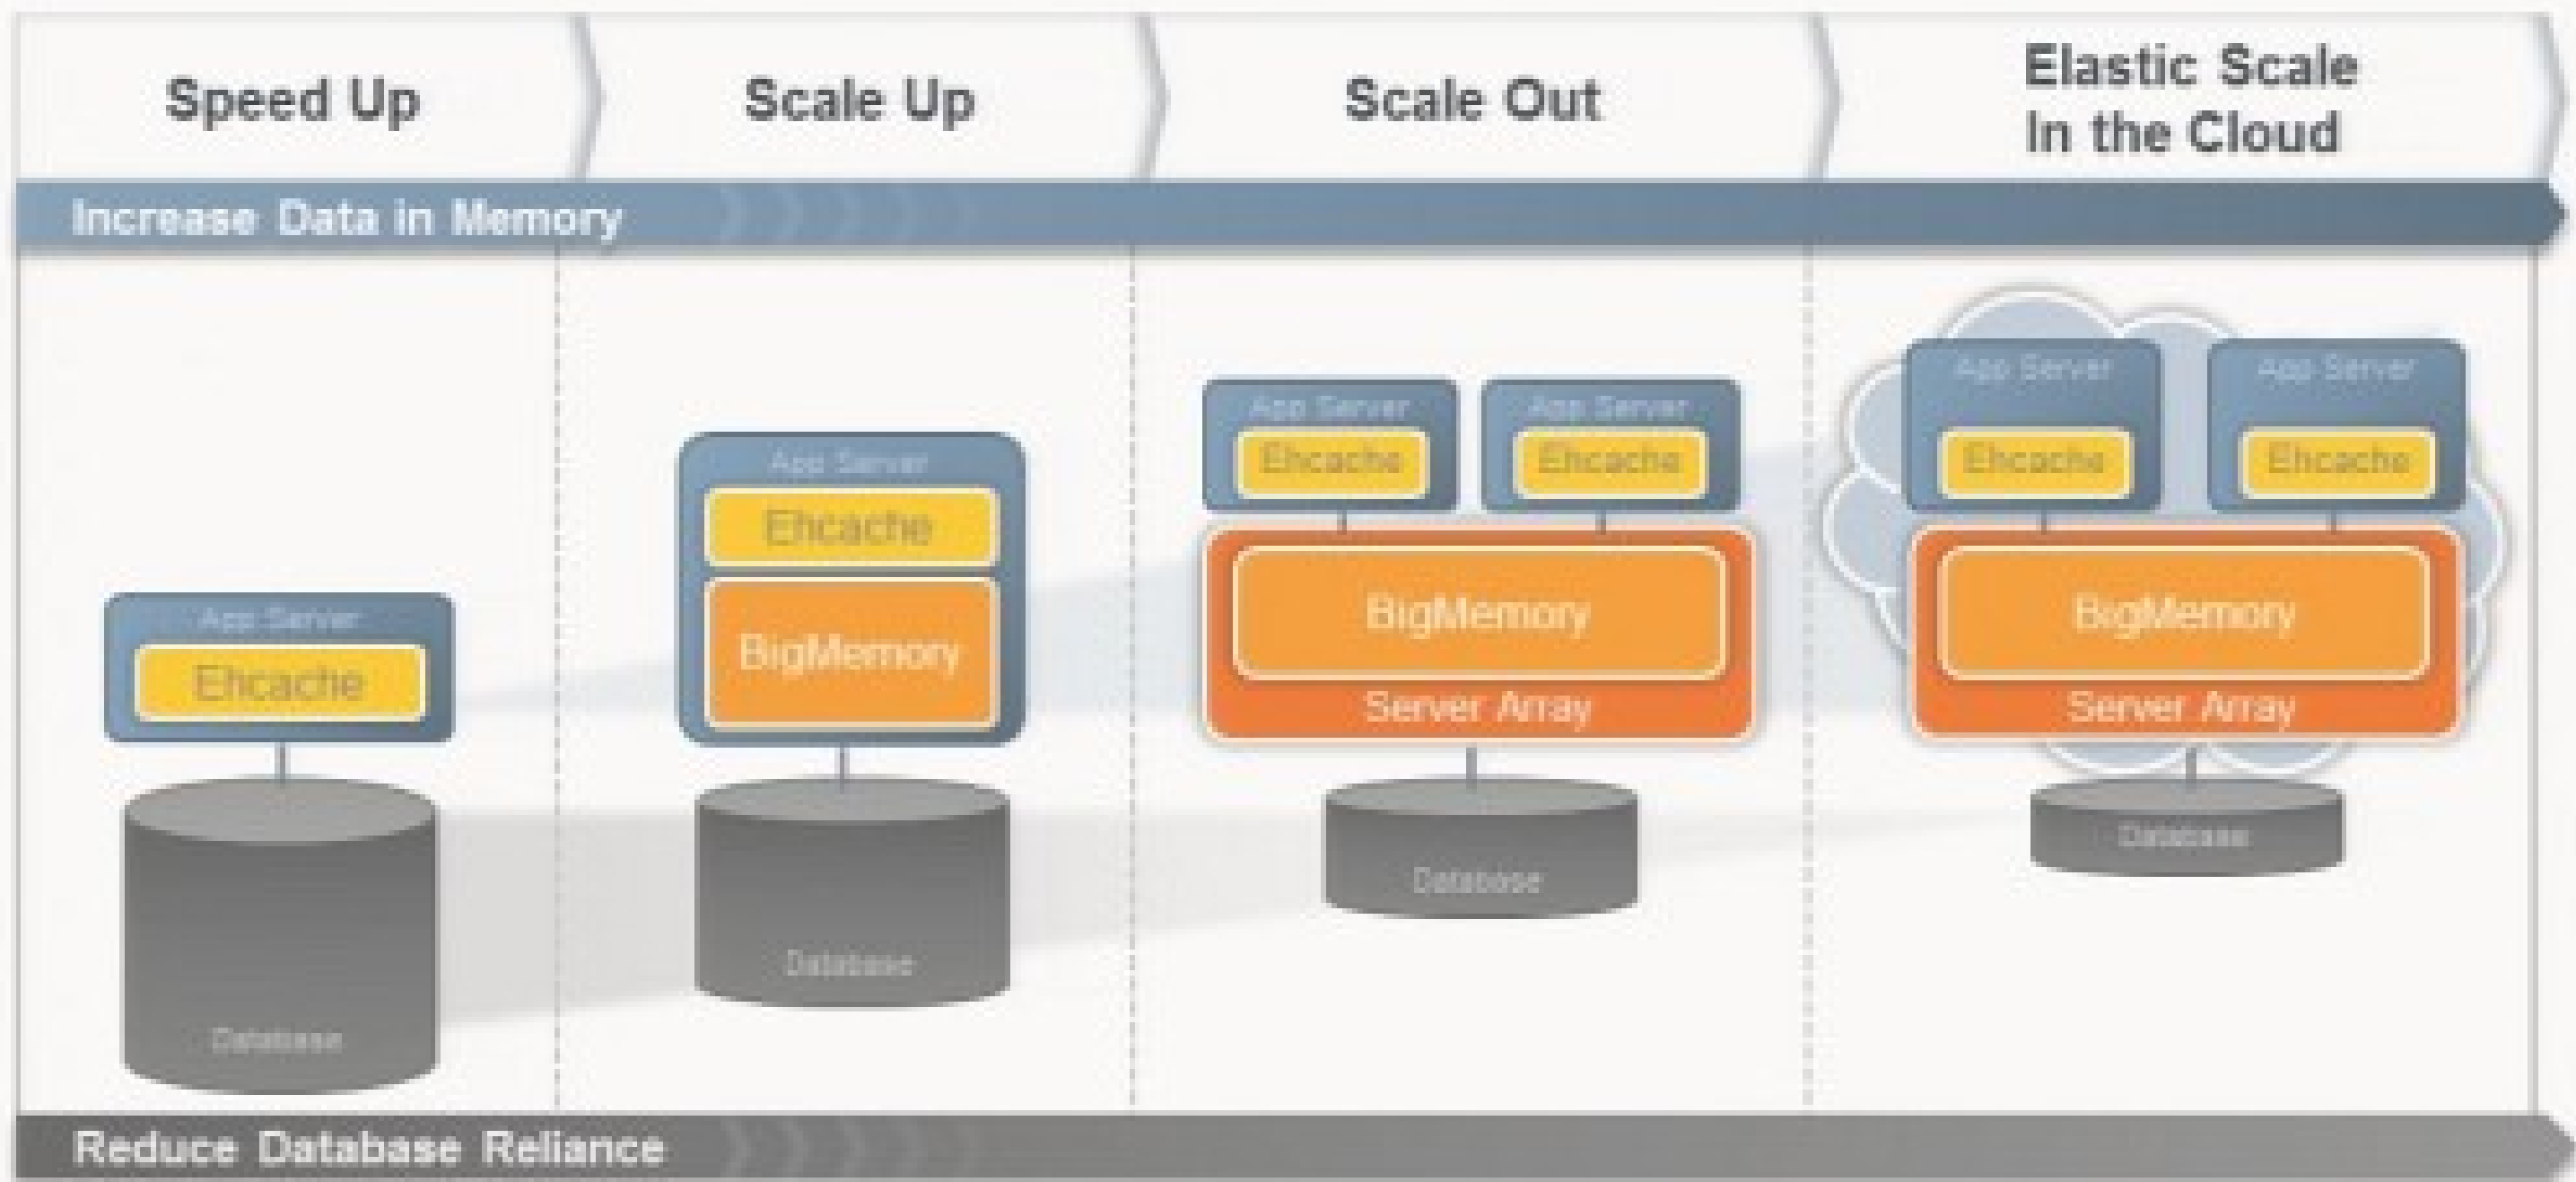 Speed Up
Scale Up
Scale Out
Elastic Scale
In the Cloud
Increase Data in Memory
App Server
Ehcache
Database
App Server
Ehcache
BigMemory
Database
App Server
App Server
Ehcache
Ehcache
BigMemory
Server Array
Database
App Server
App Server
Ehcache
Ehcache
BigMemory
Server Array
Database
Reduce Database Reliance